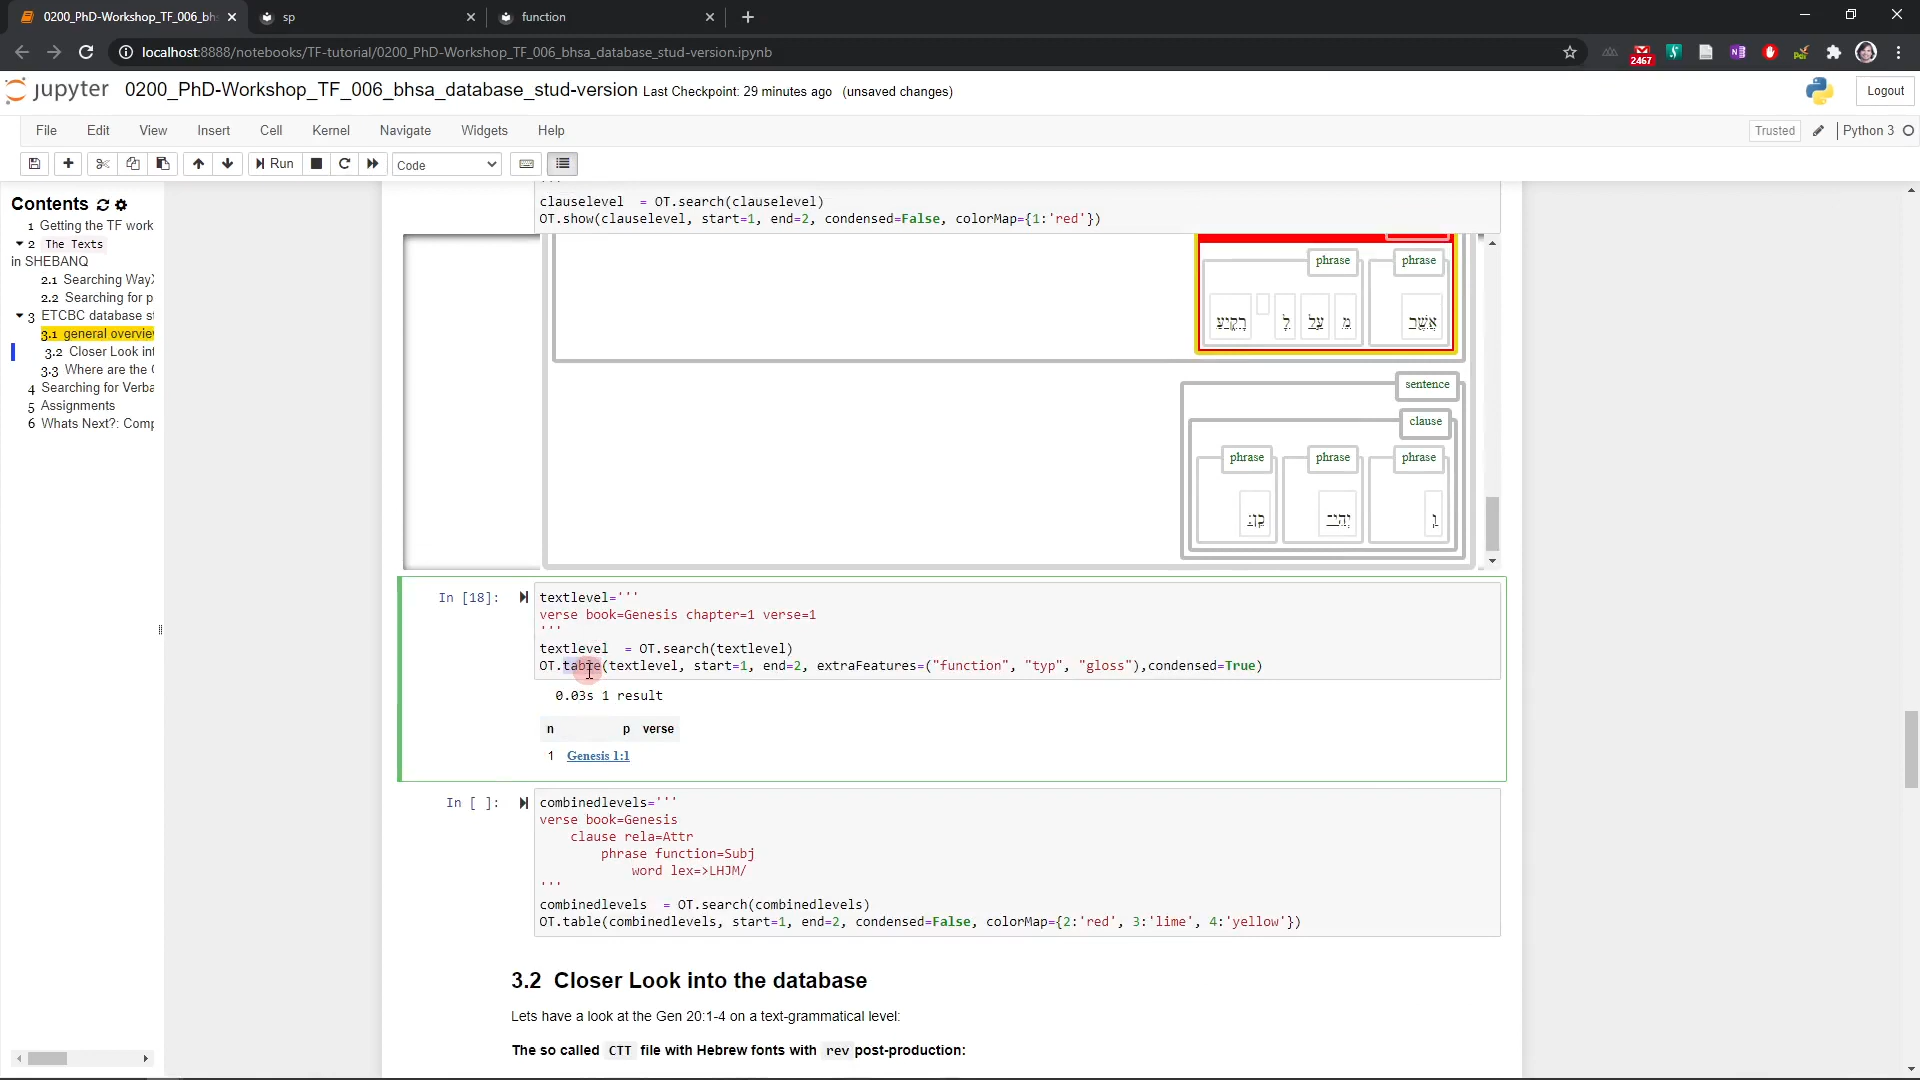 0200_PhD-Workshop_TF_006_bh
sp
function
localhost:8888/notebooks/TF-tutorial/0200_PhD-Workshop_TF_006_bhsa_database_stud-version.ipynb
2467
jupyter 0200_PhD-Workshop_TF_006_bhsa_database_stud-version Last Checkpoint: 29 minutes ago (unsaved changes)
Logout
File Edit View Insert Cell Kernel Navigate Widgets Help
Trusted Python 3
Run Code
Contents
1 Getting the TF work
2 The Texts
in SHEBANQ
2.1 Searching Way
2.2 Searching for p
3 ETCBC database st
3.1 general overvie
3.2 Closer Look int
3.3 Where are the
4 Searching for Verba
5 Assignments
6 Whats Next?: Comp
'''
clauselevel = OT.search(clauselevel)
OT.show(clauselevel, start=1, end=2, condensed=False, colorMap={1:'red'})
phrase phrase
אֲשֶׁר מֵ עַל לָ רָקִיעַ
sentence
clause
phrase phrase phrase
וַ יְהִי־ כֵן׃
In [18]:
textlevel='''
verse book=Genesis chapter=1 verse=1
'''
textlevel = OT.search(textlevel)
OT.table(textlevel, start=1, end=2, extraFeatures=("function", "typ", "gloss"),condensed=True)
0.03s 1 result
n p verse
1 Genesis 1:1
In [ ]:
combinedlevels='''
verse book=Genesis
clause rela=Attr
phrase function=Subj
word lex=>LHJM/
'''
combinedlevels = OT.search(combinedlevels)
OT.table(combinedlevels, start=1, end=2, condensed=False, colorMap={2:'red', 3:'lime', 4:'yellow'})
3.2 Closer Look into the database
Lets have a look at the Gen 20:1-4 on a text-grammatical level:
The so called CTT file with Hebrew fonts with rev post-production: